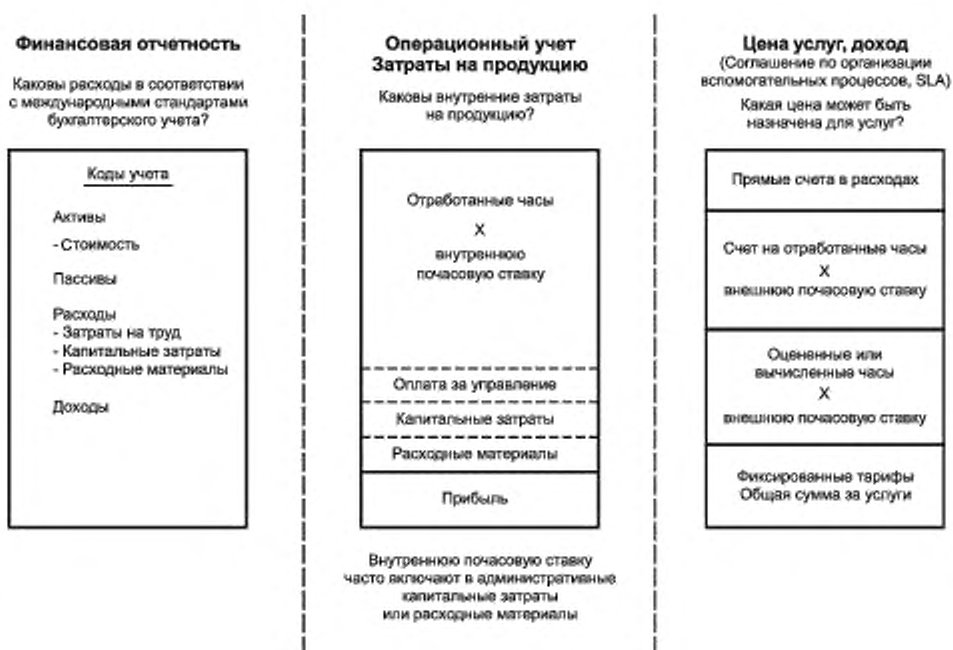 Финансовая отчетность
Каковы расходы в соответствии
с международными стандартами
бухгалтерского учета?
Коды учета
Активы
- Стоимость
Пассивы
Расходы
- Затраты на труд
- Капитальные затраты
- Расходные материалы
Доходы
Операционный учет
Затраты на продукцию
Каковы внутренние затраты
на продукцию?
Отработанные часы
X
внутреннюю
почасовую ставку
Оплата за управление
Капитальные затраты
Расходные материалы
Прибыль
Внутреннюю почасовую ставку
часто включают в административные
капитальные затраты
или расходные материалы
Цена услуг, доход
(Соглашение по организации
вспомогательных процессов, SLA)
Какая цена может быть
назначена для услуг?
Прямые счета в расходах
Счет на отработанные часы
X
внешнюю почасовую ставку
Оцененные или
вычисленные часы
X
внешнюю почасовую ставку
Фиксированные тарифы
Общая сумма за услуги